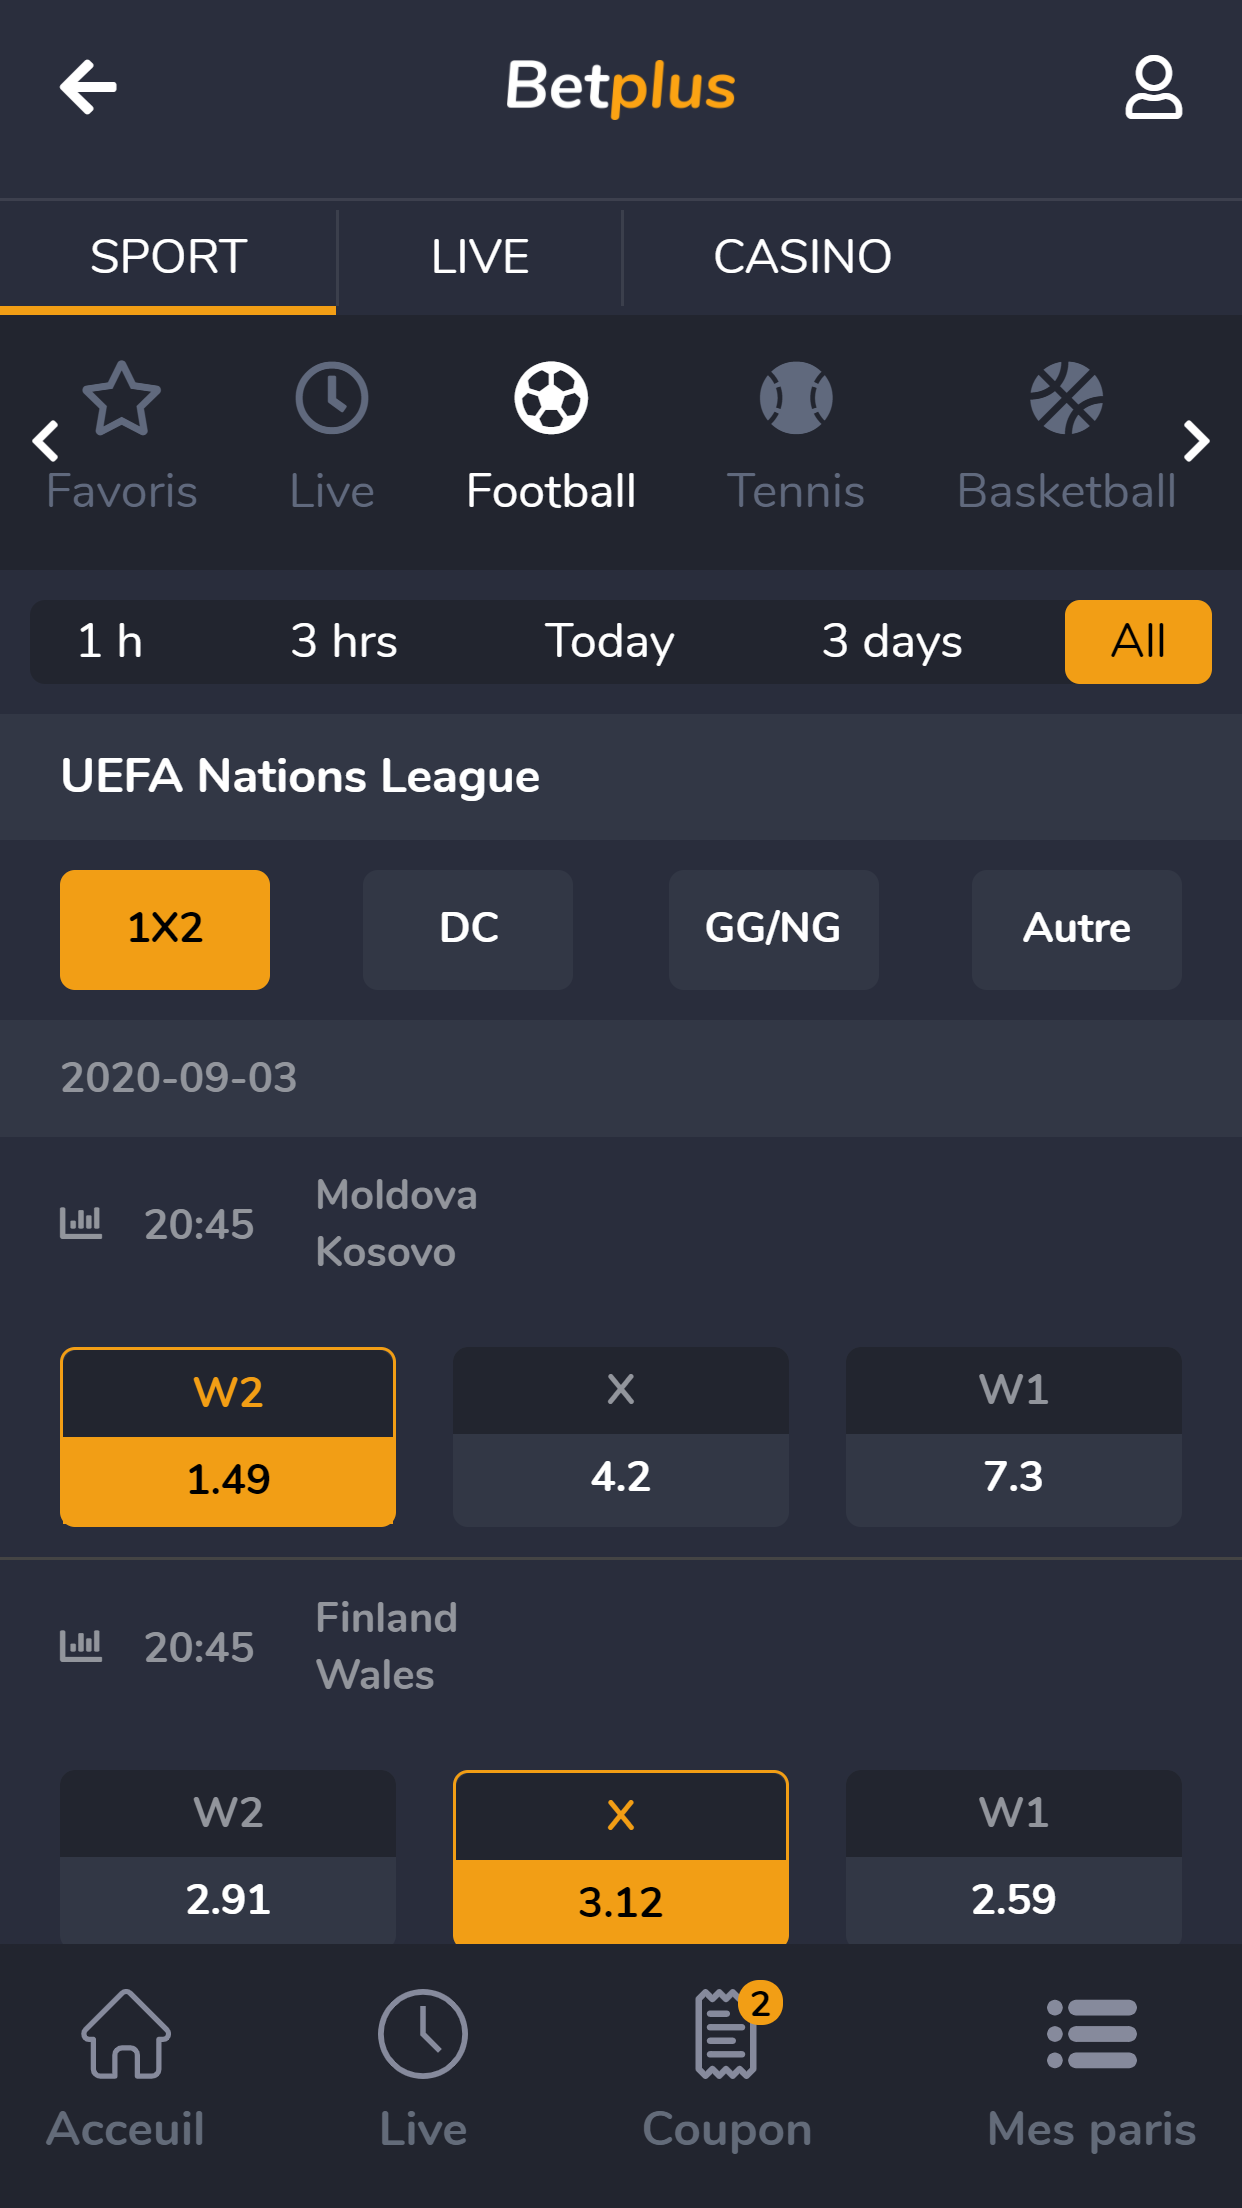 Betplus
SPORT LIVE CASINO
Favoris Live Football Tennis Basketball
1 h 3 hrs Today 3 days All
UEFA Nations League
1X2 DC GG/NG Autre
2020-09-03
20:45
Moldova
Kosovo
W2 X W1
1.49 4.2 7.3
20:45
Finland
Wales
W2 X W1
2.91 3.12 2.59
2
Acceuil Live Coupon Mes paris